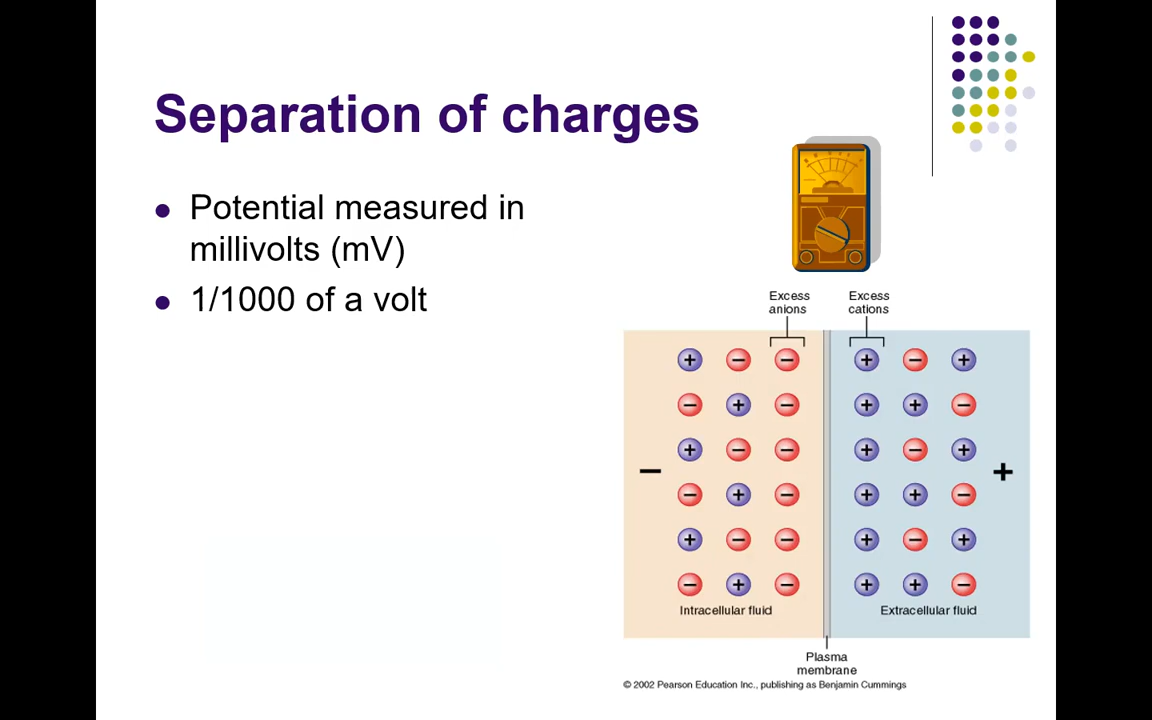 Separation of charges
Potential measured in
millivolts (mV)
1/1000 of a volt
Excess
anions
Excess
cations
+ − − + − +
− + − + + −
+ − − + − +
− +
− + − + + −
+ − − + − +
− + − + + −
Intracellular fluid
Extracellular fluid
Plasma
membrane
© 2002 Pearson Education Inc., publishing as Benjamin Cummings